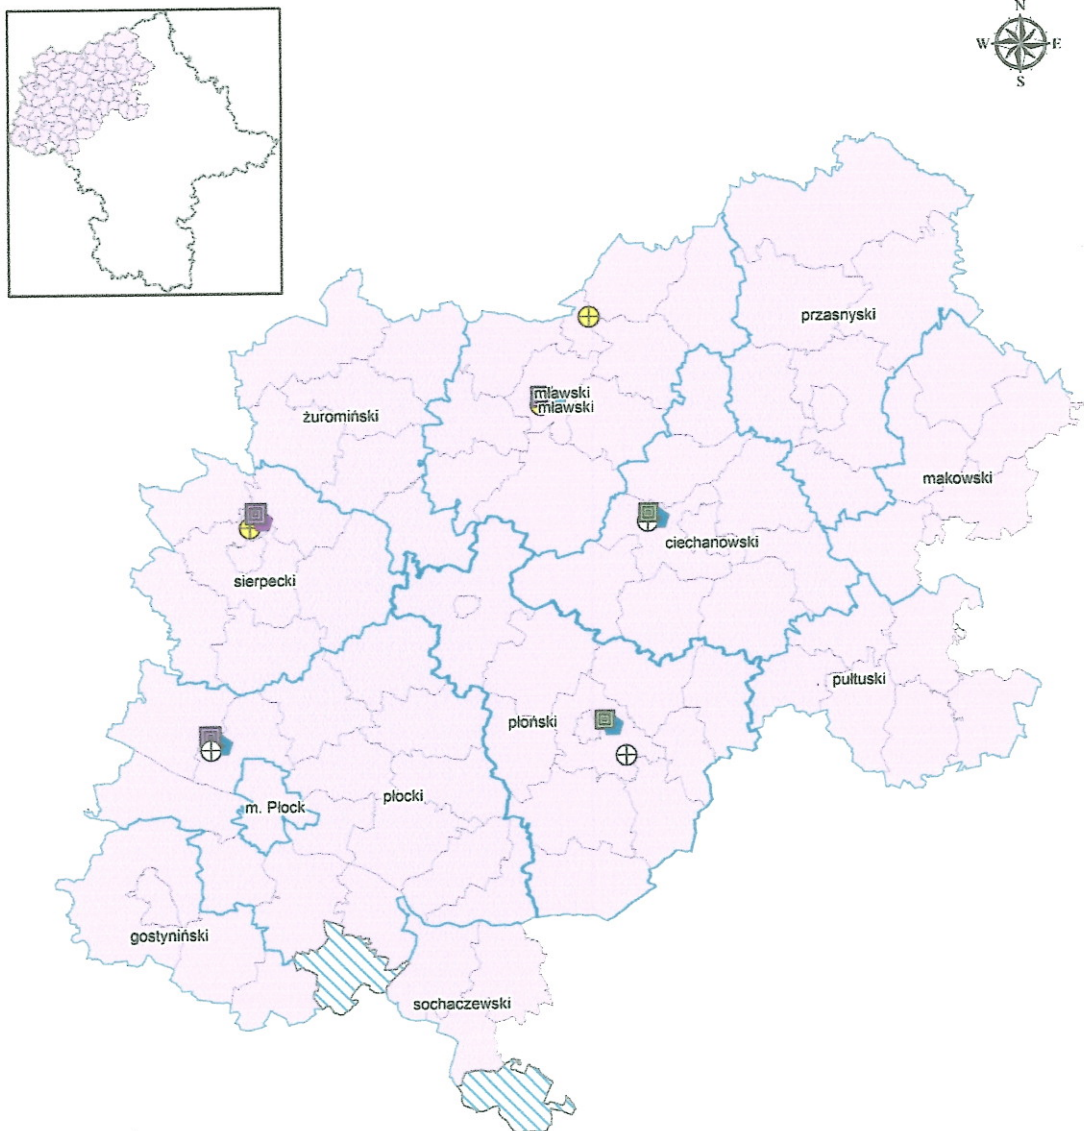 N
W E
S
przasnyski
mławski
mławski
żuromiński
makowski
ciechanowski
sierpecki
pułtuski
płoński
płocki
m. Płock
gostyniński
sochaczewski